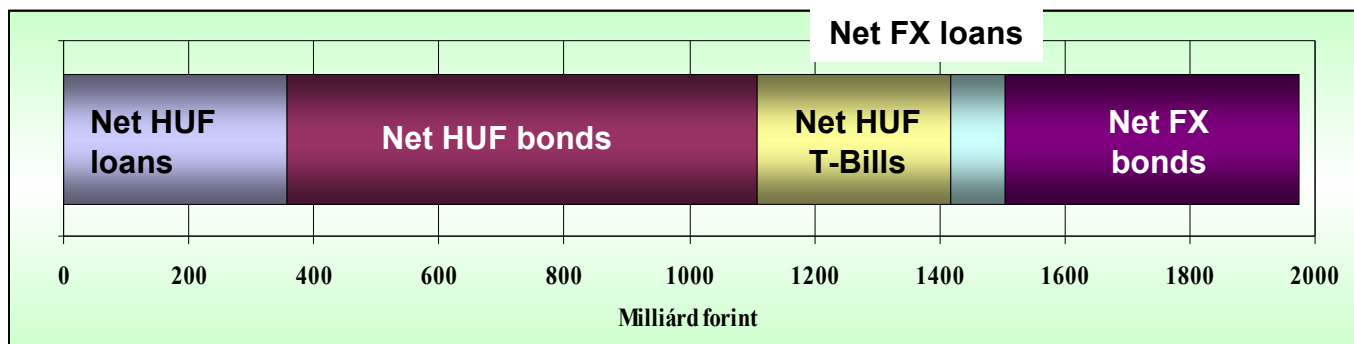 Net FX loans
Net HUF
loans
Net HUF bonds
Net HUF
T-Bills
Net FX
bonds
0 200 400 600 800 1000 1200 1400 1600 1800 2000
Milliárd forint